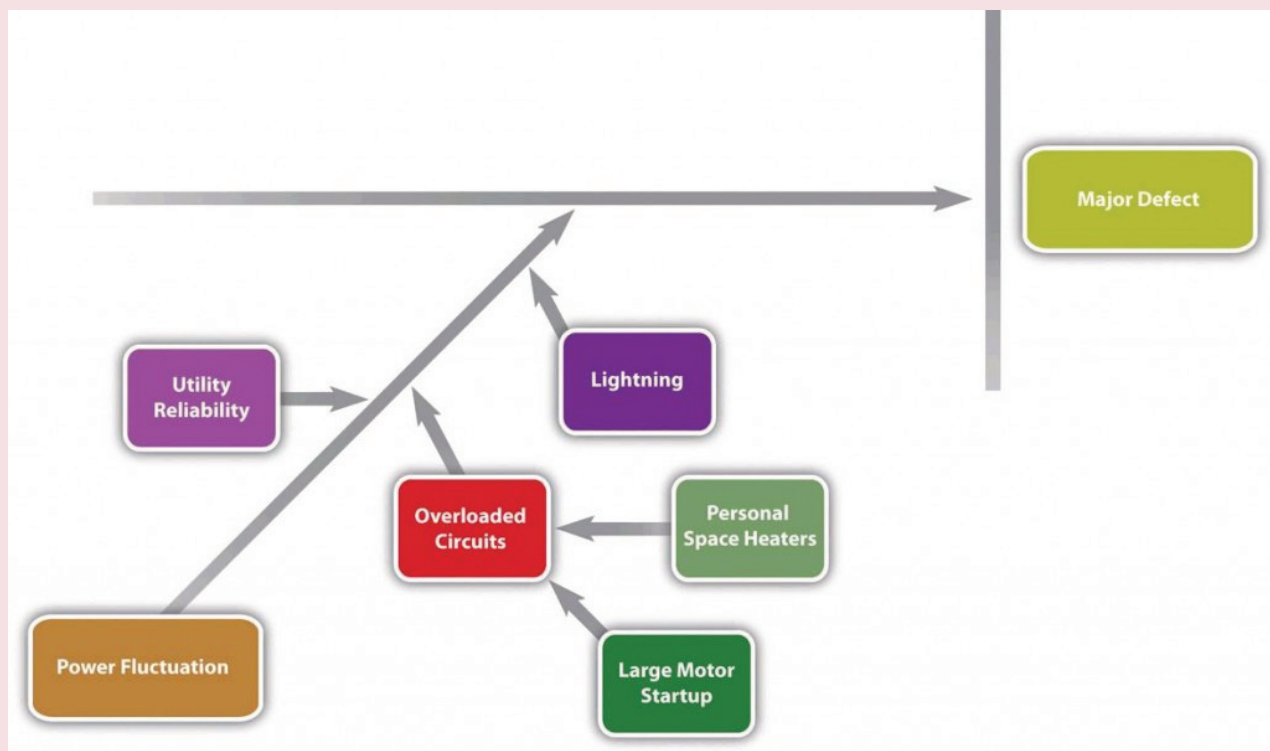 Major Defect
Utility
Reliability
Lightning
Overloaded
Circuits
Personal
Space Heaters
Power Fluctuation
Large Motor
Startup